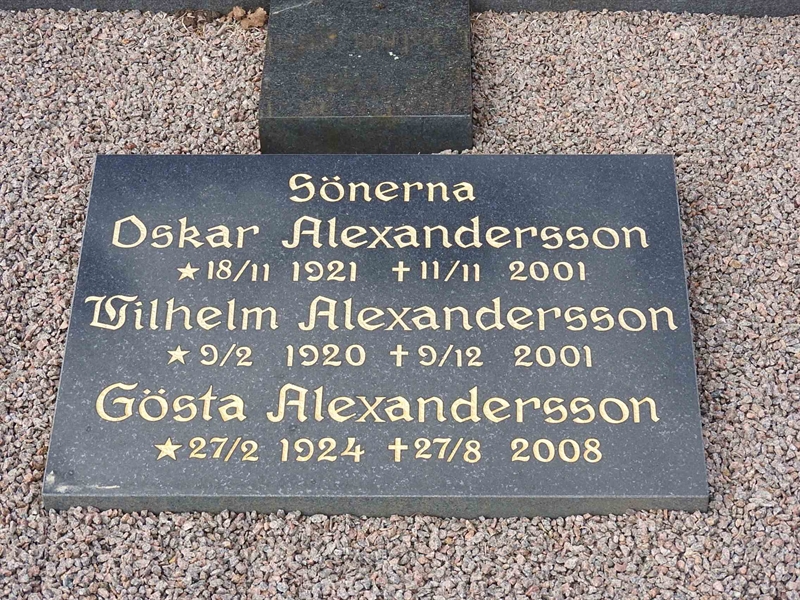 Sönerna
Oskar Alexandersson
★18/11 1921 ✝11/11 2001
Vilhelm Alexandersson
★9/2 1920 ✝9/12 2001
Gösta Alexandersson
★27/2 1924 ✝27/8 2008